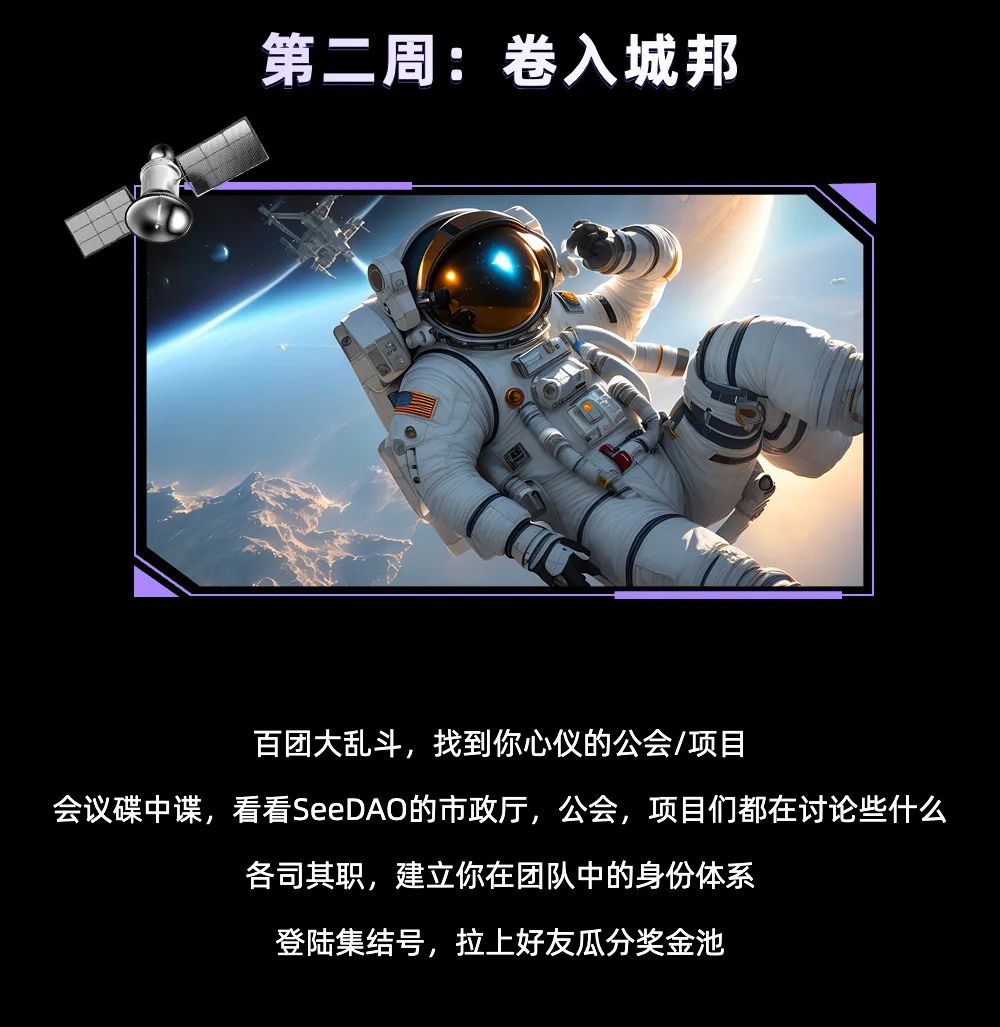 第二周：卷入城邦
百团大乱斗，找到你心仪的公会/项目
会议碟中谍，看看SeeDAO的市政厅，公会，项目们都在讨论些什么
各司其职，建立你在团队中的身份体系
登陆集结号，拉上好友瓜分奖金池